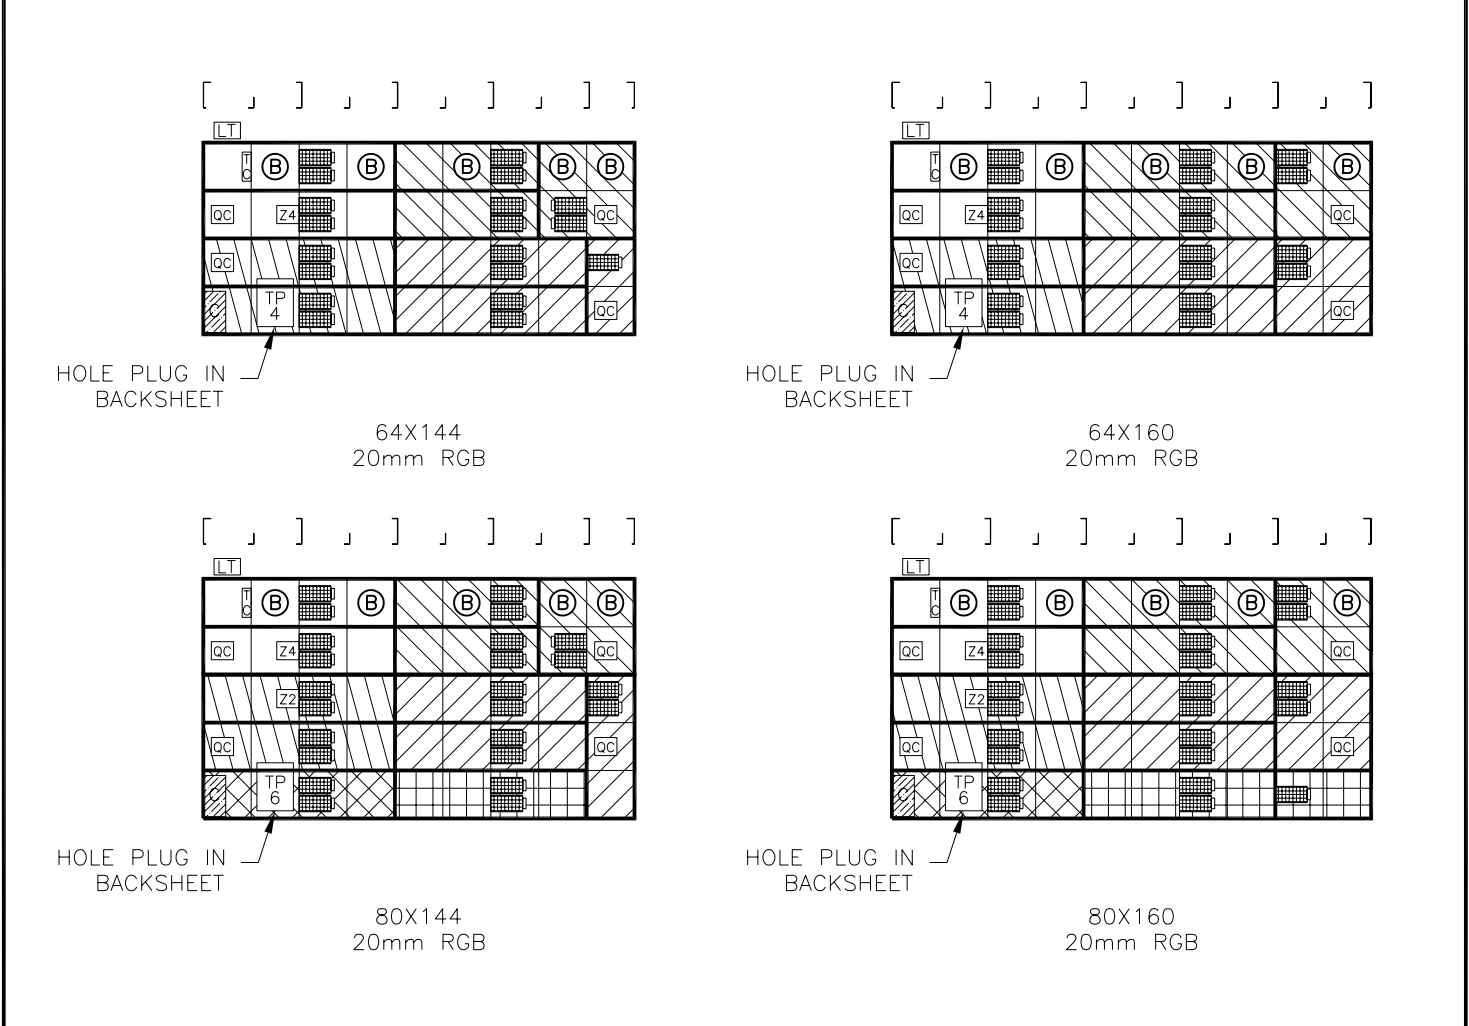 LT
T
C
B B B B B
QC Z4 QC
QC
C TP
4 QC
HOLE PLUG IN
BACKSHEET
64X144
20mm RGB
LT
T
C
B B B B B
QC Z4 QC
QC
C TP
4 QC
HOLE PLUG IN
BACKSHEET
64X160
20mm RGB
LT
T
C
B B B B B
QC Z4 QC
Z2
QC QC
C TP
6
HOLE PLUG IN
BACKSHEET
80X144
20mm RGB
LT
T
C
B B B B B
QC Z4 QC
Z2
QC QC
C TP
6
HOLE PLUG IN
BACKSHEET
80X160
20mm RGB